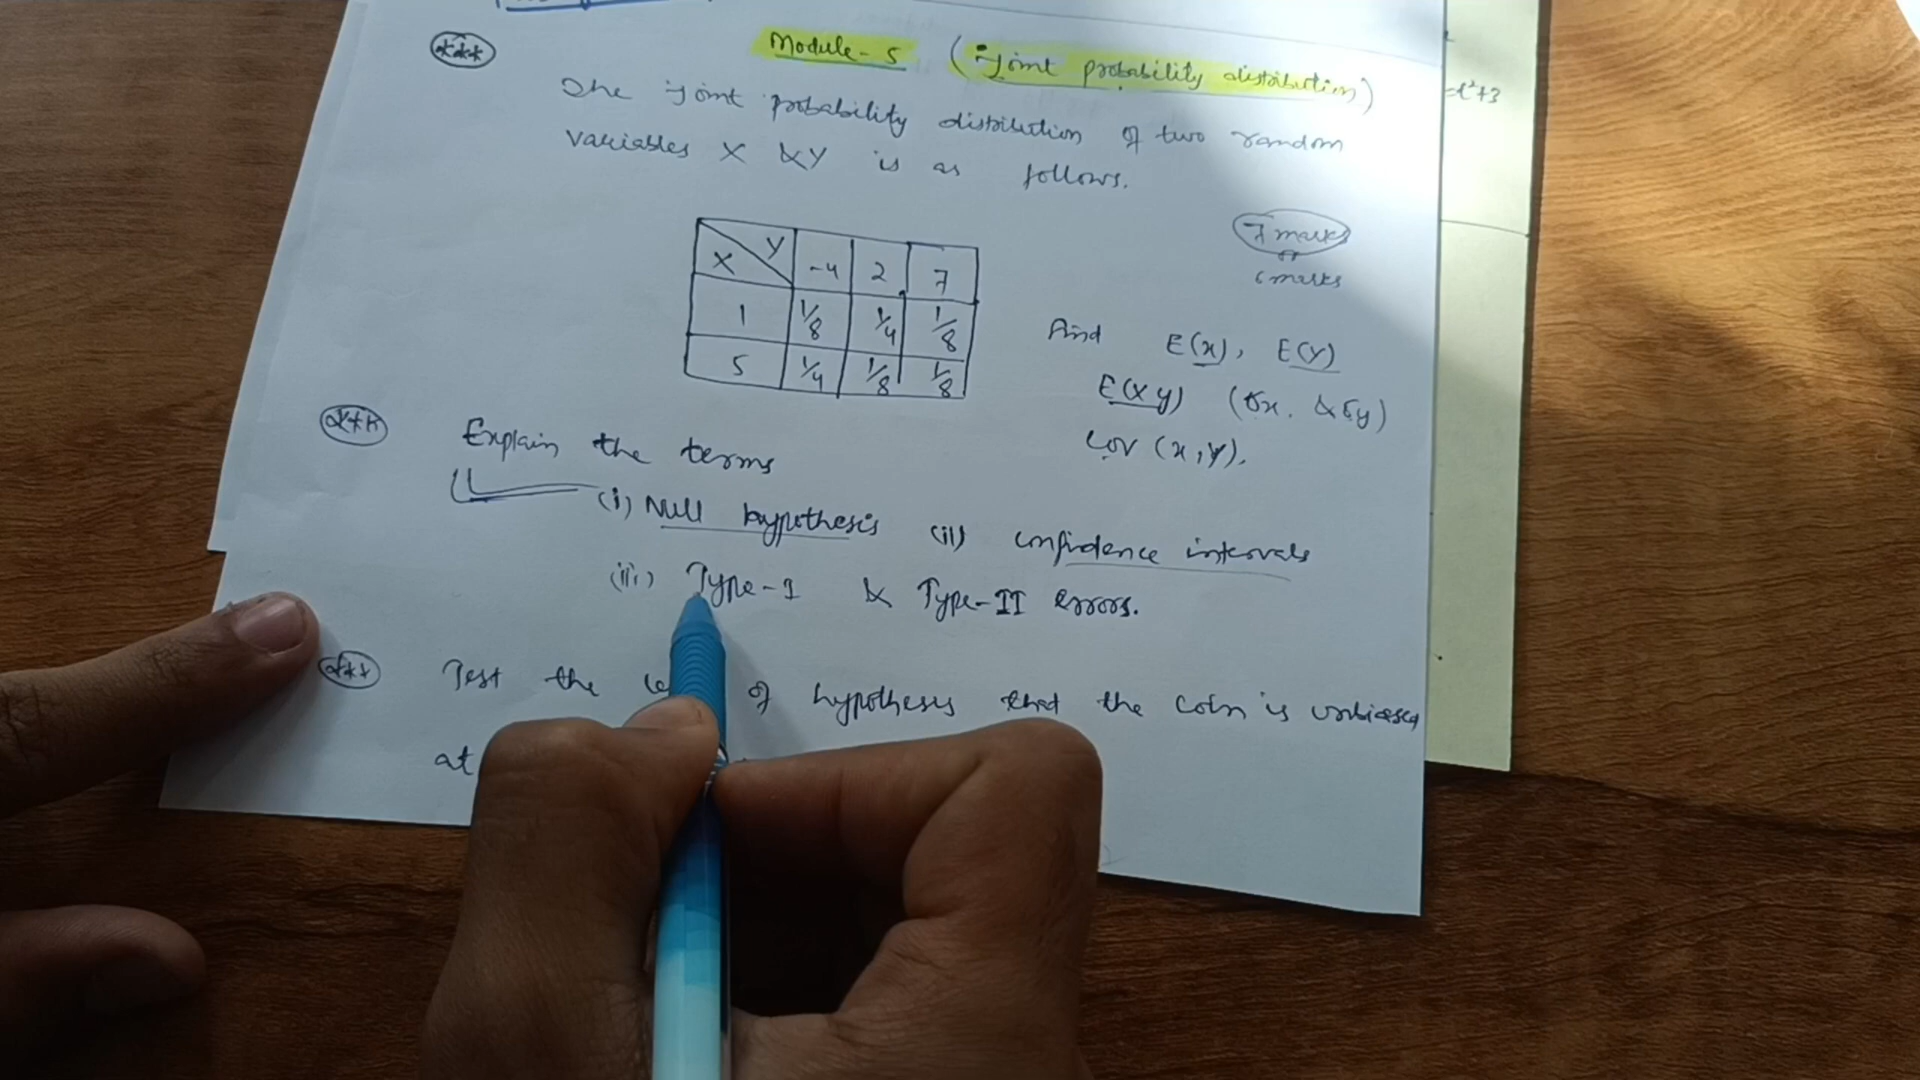 ***
Module-5 (Joint probability distribution)
The joint probability distribution of two random
variables X & Y is as follows.
7 marks
or
6 marks
X Y -4 2 7
1 1/8 1/4 1/8
5 1/4 1/8 1/8
Find E(x), E(y)
E(xy) (σx. & σy)
cov (x,y).
x²+3
***
Explain the terms
(i) Null hypothesis (ii) confidence intervals
(iii) Type-I & Type-II errors.
***
Test the of hypothesis that the coin is unbiased
at